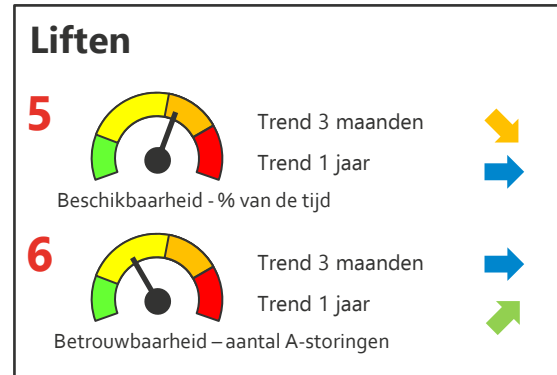 Liften
5
Trend 3 maanden
Trend 1 jaar
Beschikbaarheid - % van de tijd
6
Trend 3 maanden
Trend 1 jaar
Betrouwbaarheid – aantal A-storingen